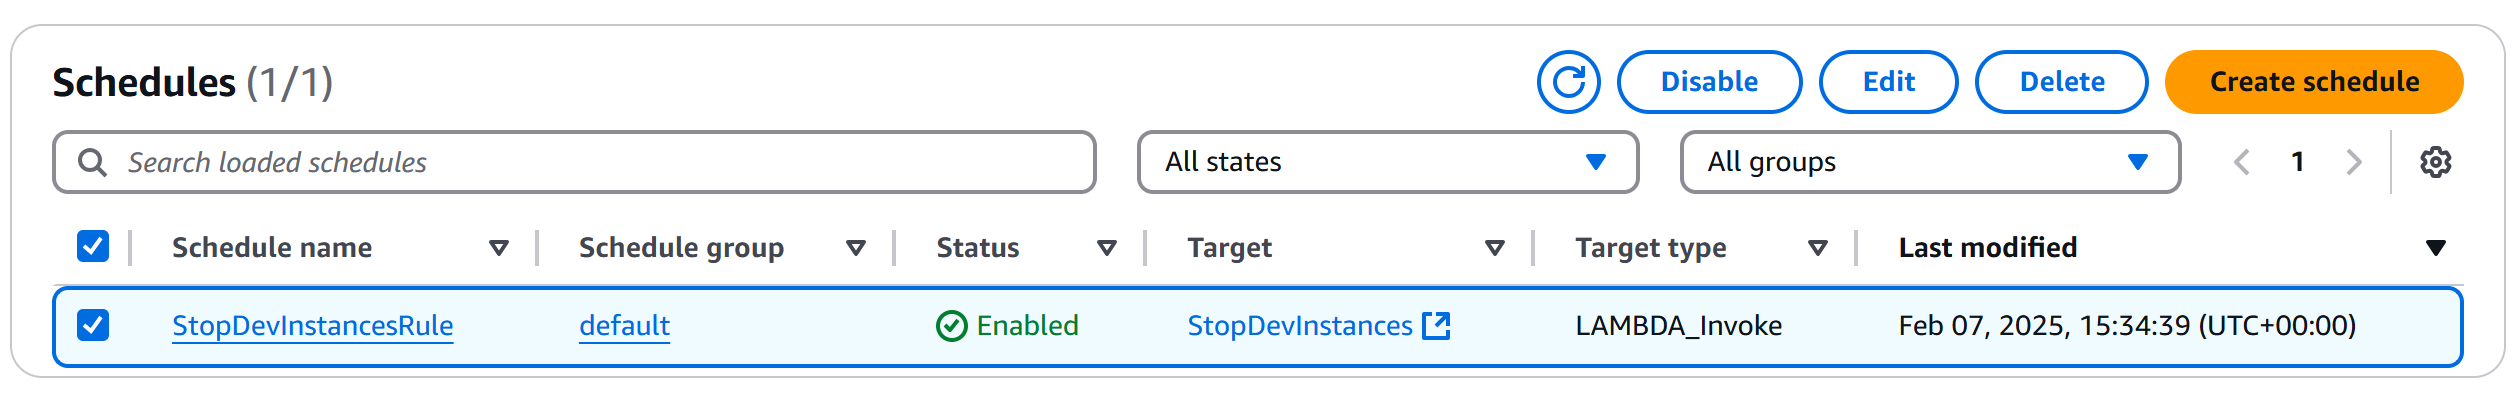 Schedules (1/1)
Disable
Edit
Delete
Create schedule
Search loaded schedules
All states
All groups
1
Schedule name
Schedule group
Status
Target
Target type
Last modified
StopDevInstancesRule
default
Enabled
StopDevInstances
LAMBDA_Invoke
Feb 07, 2025, 15:34:39 (UTC+00:00)